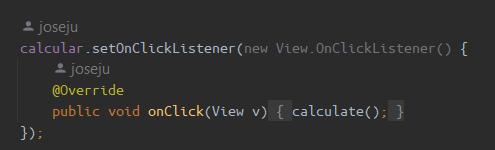 joseju
calcular.setOnClickListener(new View.OnClickListener() {
joseju
@Override
public void onClick(View v) { calculate(); }
});